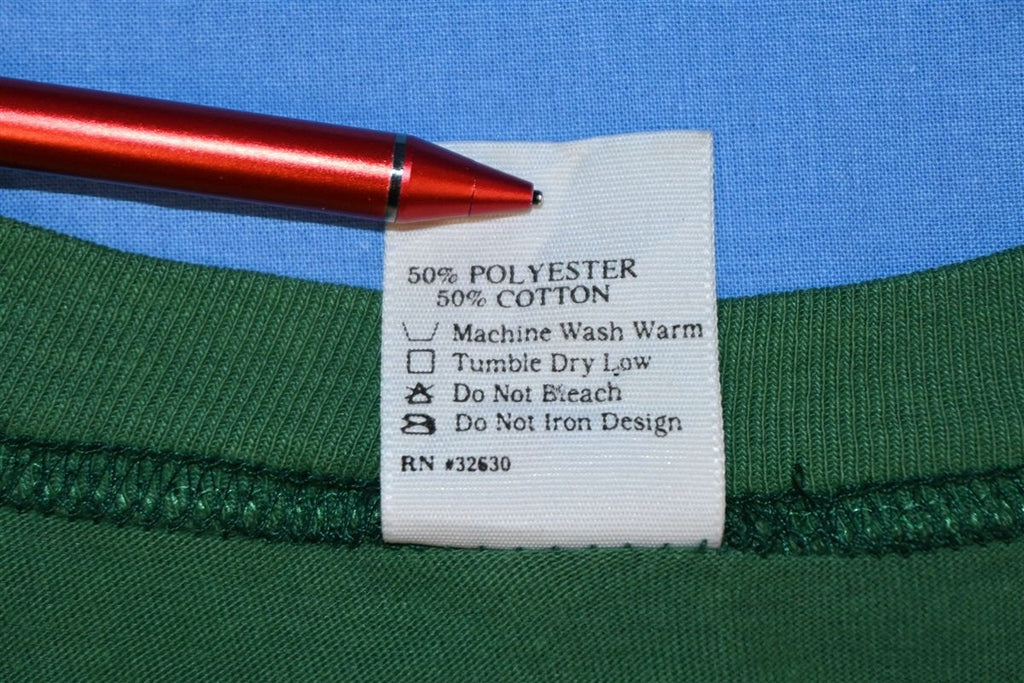 50% POLYESTER
50% COTTON
Machine Wash Warm
Tumble Dry Low
Do Not Bleach
Do Not Iron Design
RN #32630